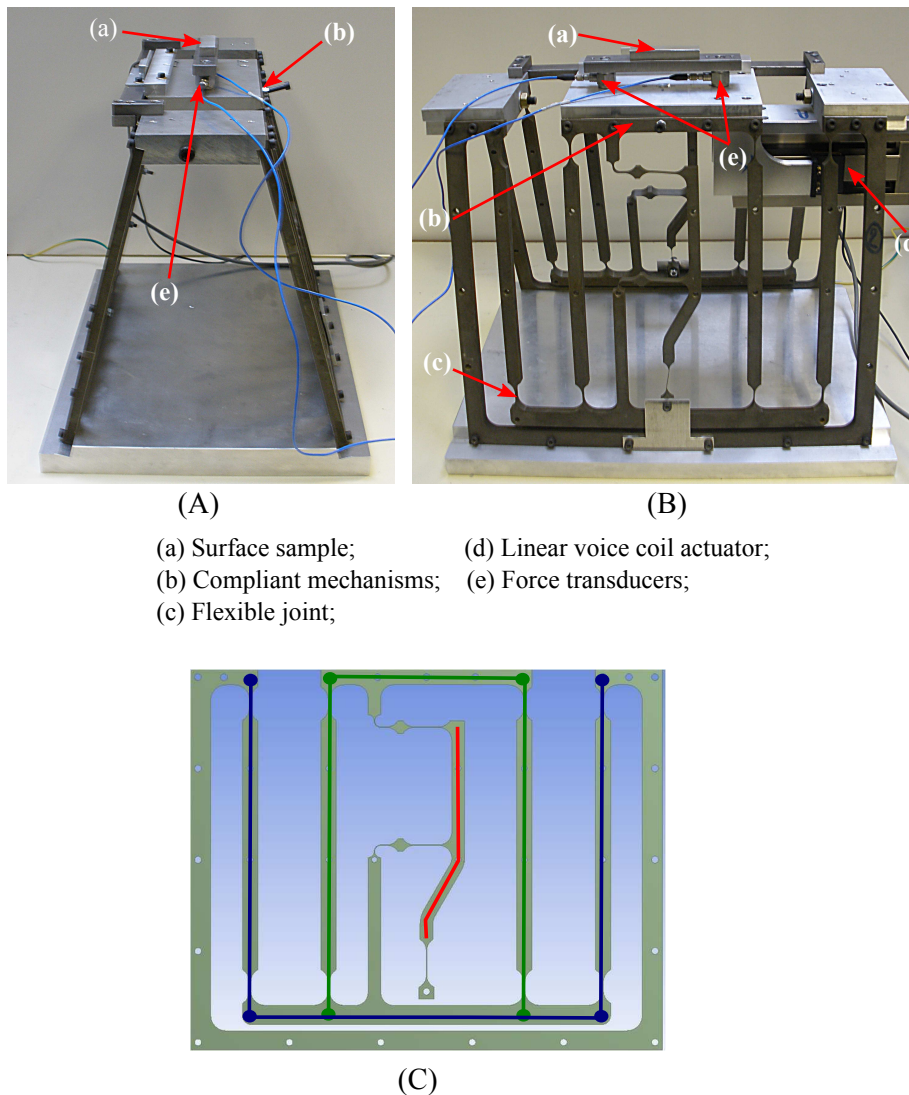 (a)
(b)
(e)
(a)
(e)
(b)
(c)
(A)
(B)
(a) Surface sample; (d) Linear voice coil actuator;
(b) Compliant mechanisms; (e) Force transducers;
(c) Flexible joint;
(C)